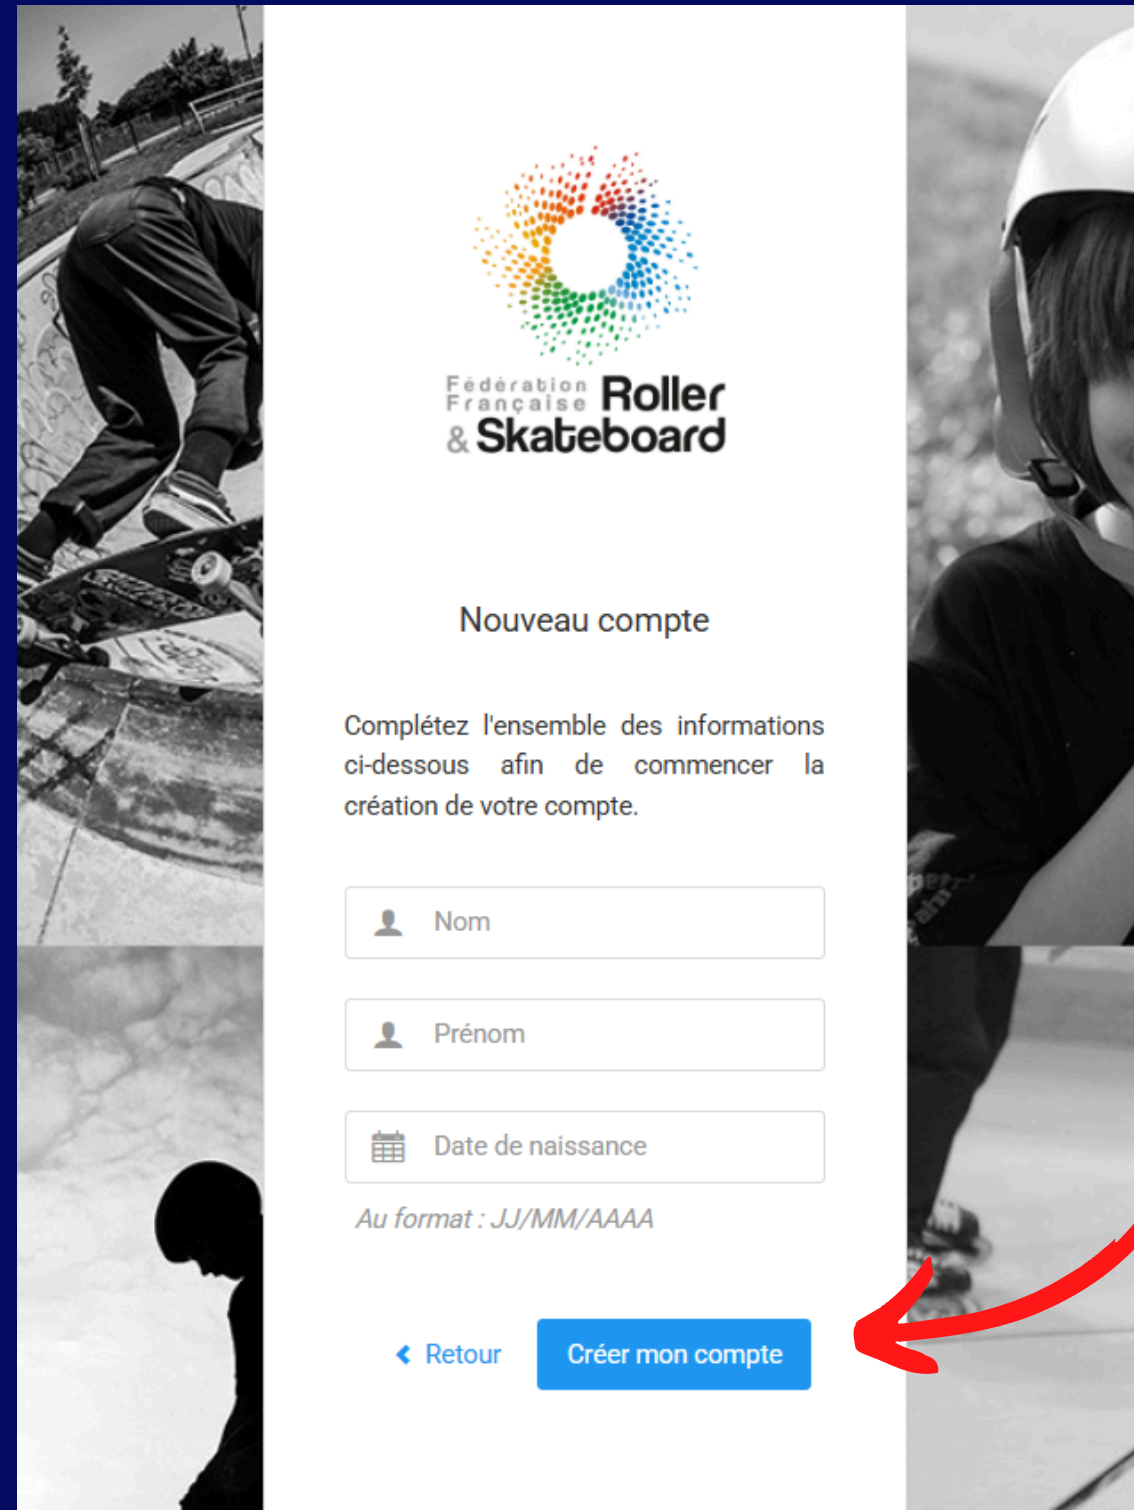 Fédération
Française Roller
& Skateboard
Nouveau compte
Complétez l'ensemble des informations
ci-dessous afin de commencer la
création de votre compte.
Nom
Prénom
Date de naissance
Au format : JJ/MM/AAAA
Retour
Créer mon compte